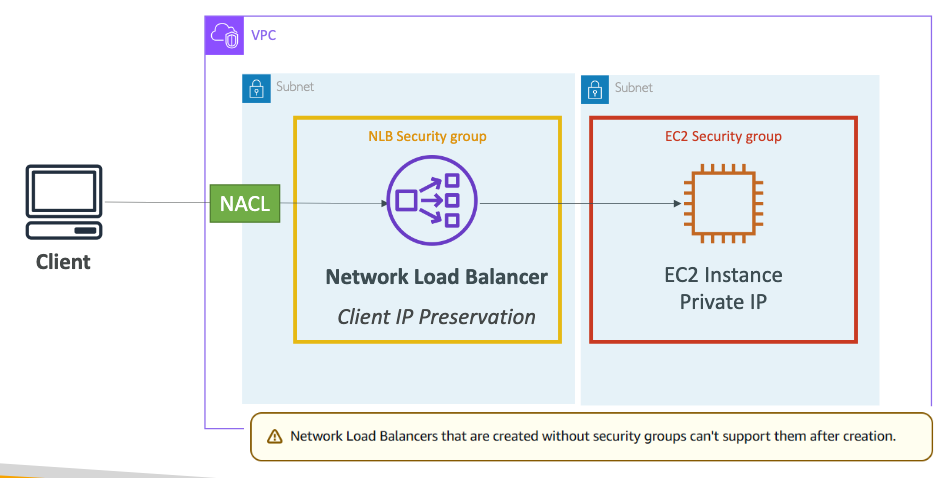 VPC
Subnet
Subnet
NLB Security group
EC2 Security group
NACL
Client
Network Load Balancer
Client IP Preservation
EC2 Instance
Private IP
Network Load Balancers that are created without security groups can't support them after creation.